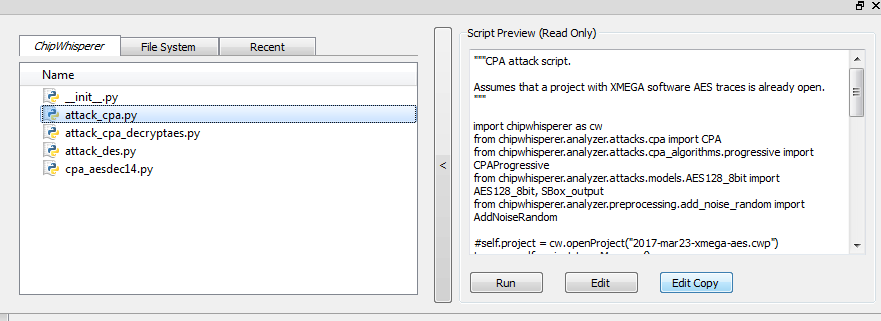 ChipWhisperer
File System
Recent
Name
__init__.py
attack_cpa.py
attack_cpa_decryptaes.py
attack_des.py
cpa_aesdec14.py
<
Script Preview (Read Only)
"""CPA attack script.
Assumes that a project with XMEGA software AES traces is already open.
"""
import chipwhisperer as cw
from chipwhisperer.analyzer.attacks.cpa import CPA
from chipwhisperer.analyzer.attacks.cpa_algorithms.progressive import
CPAProgressive
from chipwhisperer.analyzer.attacks.models.AES128_8bit import
AES128_8bit, SBox_output
from chipwhisperer.analyzer.preprocessing.add_noise_random import
AddNoiseRandom
#self.project = cw.openProject("2017-mar23-xmega-aes.cwp")
Run
Edit
Edit Copy